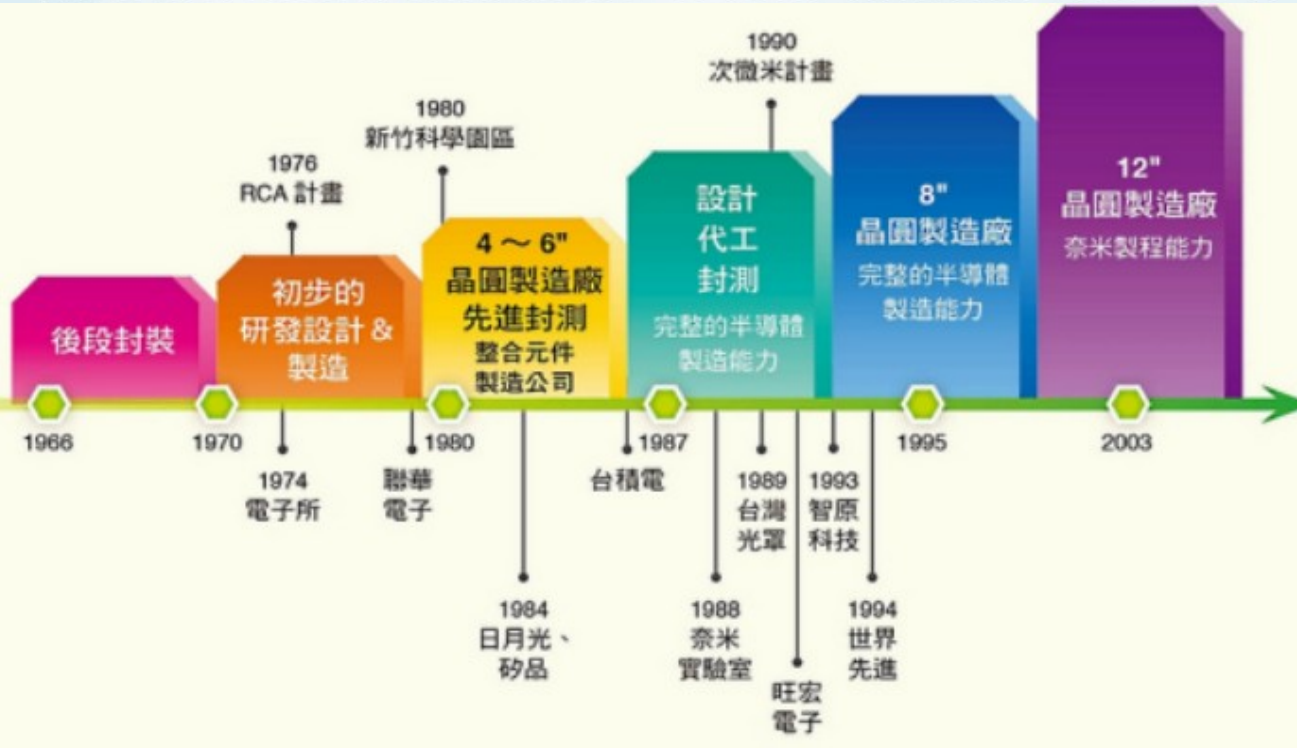 1990
次微米計畫
1980
新竹科學園區
1976
RCA 計畫
後段封裝
初步的
研發設計 &
製造
4 ～ 6"
晶圓製造廠
先進封測
整合元件
製造公司
設計
代工
封測
完整的半導體
製造能力
8"
晶圓製造廠
完整的半導體
製造能力
12"
晶圓製造廠
奈米製程能力
1966
1970
1980
1987
1995
2003
1974
電子所
聯華
電子
台積電
1989
台灣
光罩
1993
智原
科技
1984
日月光、
矽品
1988
奈米
實驗室
1994
世界
先進
旺宏
電子